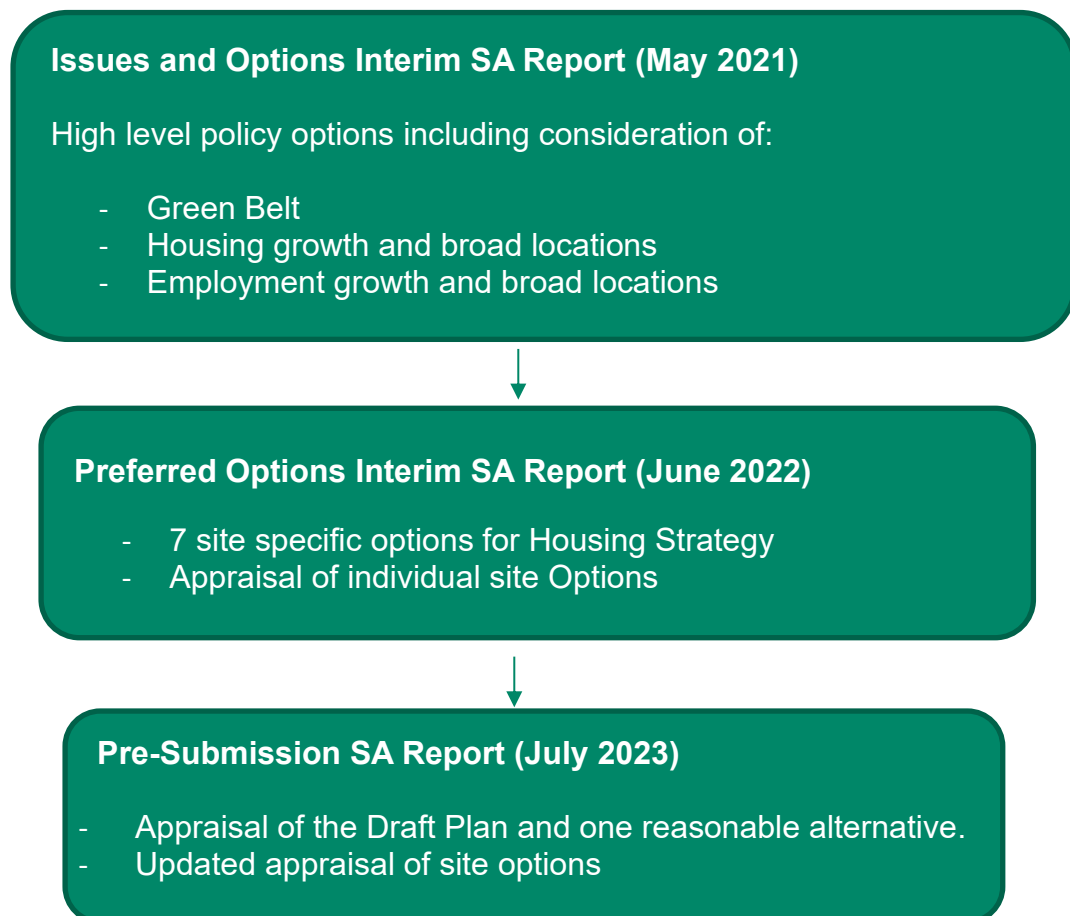 Issues and Options Interim SA Report (May 2021)
High level policy options including consideration of:
- Green Belt
- Housing growth and broad locations
- Employment growth and broad locations
Preferred Options Interim SA Report (June 2022)
- 7 site specific options for Housing Strategy
- Appraisal of individual site Options
Pre-Submission SA Report (July 2023)
- Appraisal of the Draft Plan and one reasonable alternative.
- Updated appraisal of site options